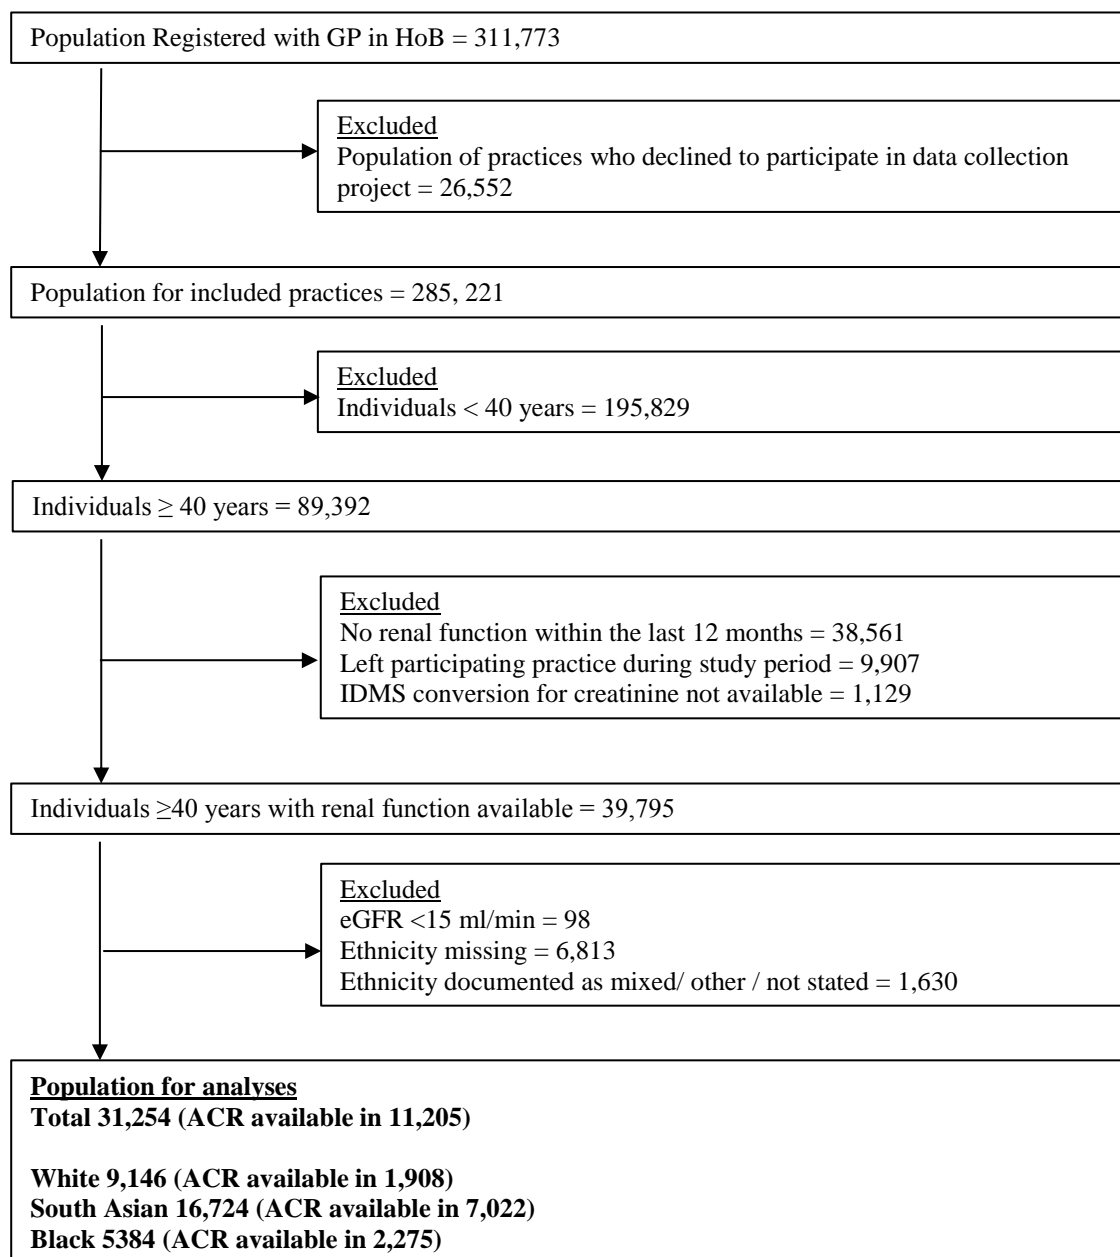 Population Registered with GP in HoB = 311,773
Excluded
Population of practices who declined to participate in data collection
project = 26,552
Population for included practices = 285, 221
Excluded
Individuals < 40 years = 195,829
Individuals ≥ 40 years = 89,392
Excluded
No renal function within the last 12 months = 38,561
Left participating practice during study period = 9,907
IDMS conversion for creatinine not available = 1,129
Individuals ≥40 years with renal function available = 39,795
Excluded
eGFR <15 ml/min = 98
Ethnicity missing = 6,813
Ethnicity documented as mixed/ other / not stated = 1,630
Population for analyses
Total 31,254 (ACR available in 11,205)
White 9,146 (ACR available in 1,908)
South Asian 16,724 (ACR available in 7,022)
Black 5384 (ACR available in 2,275)